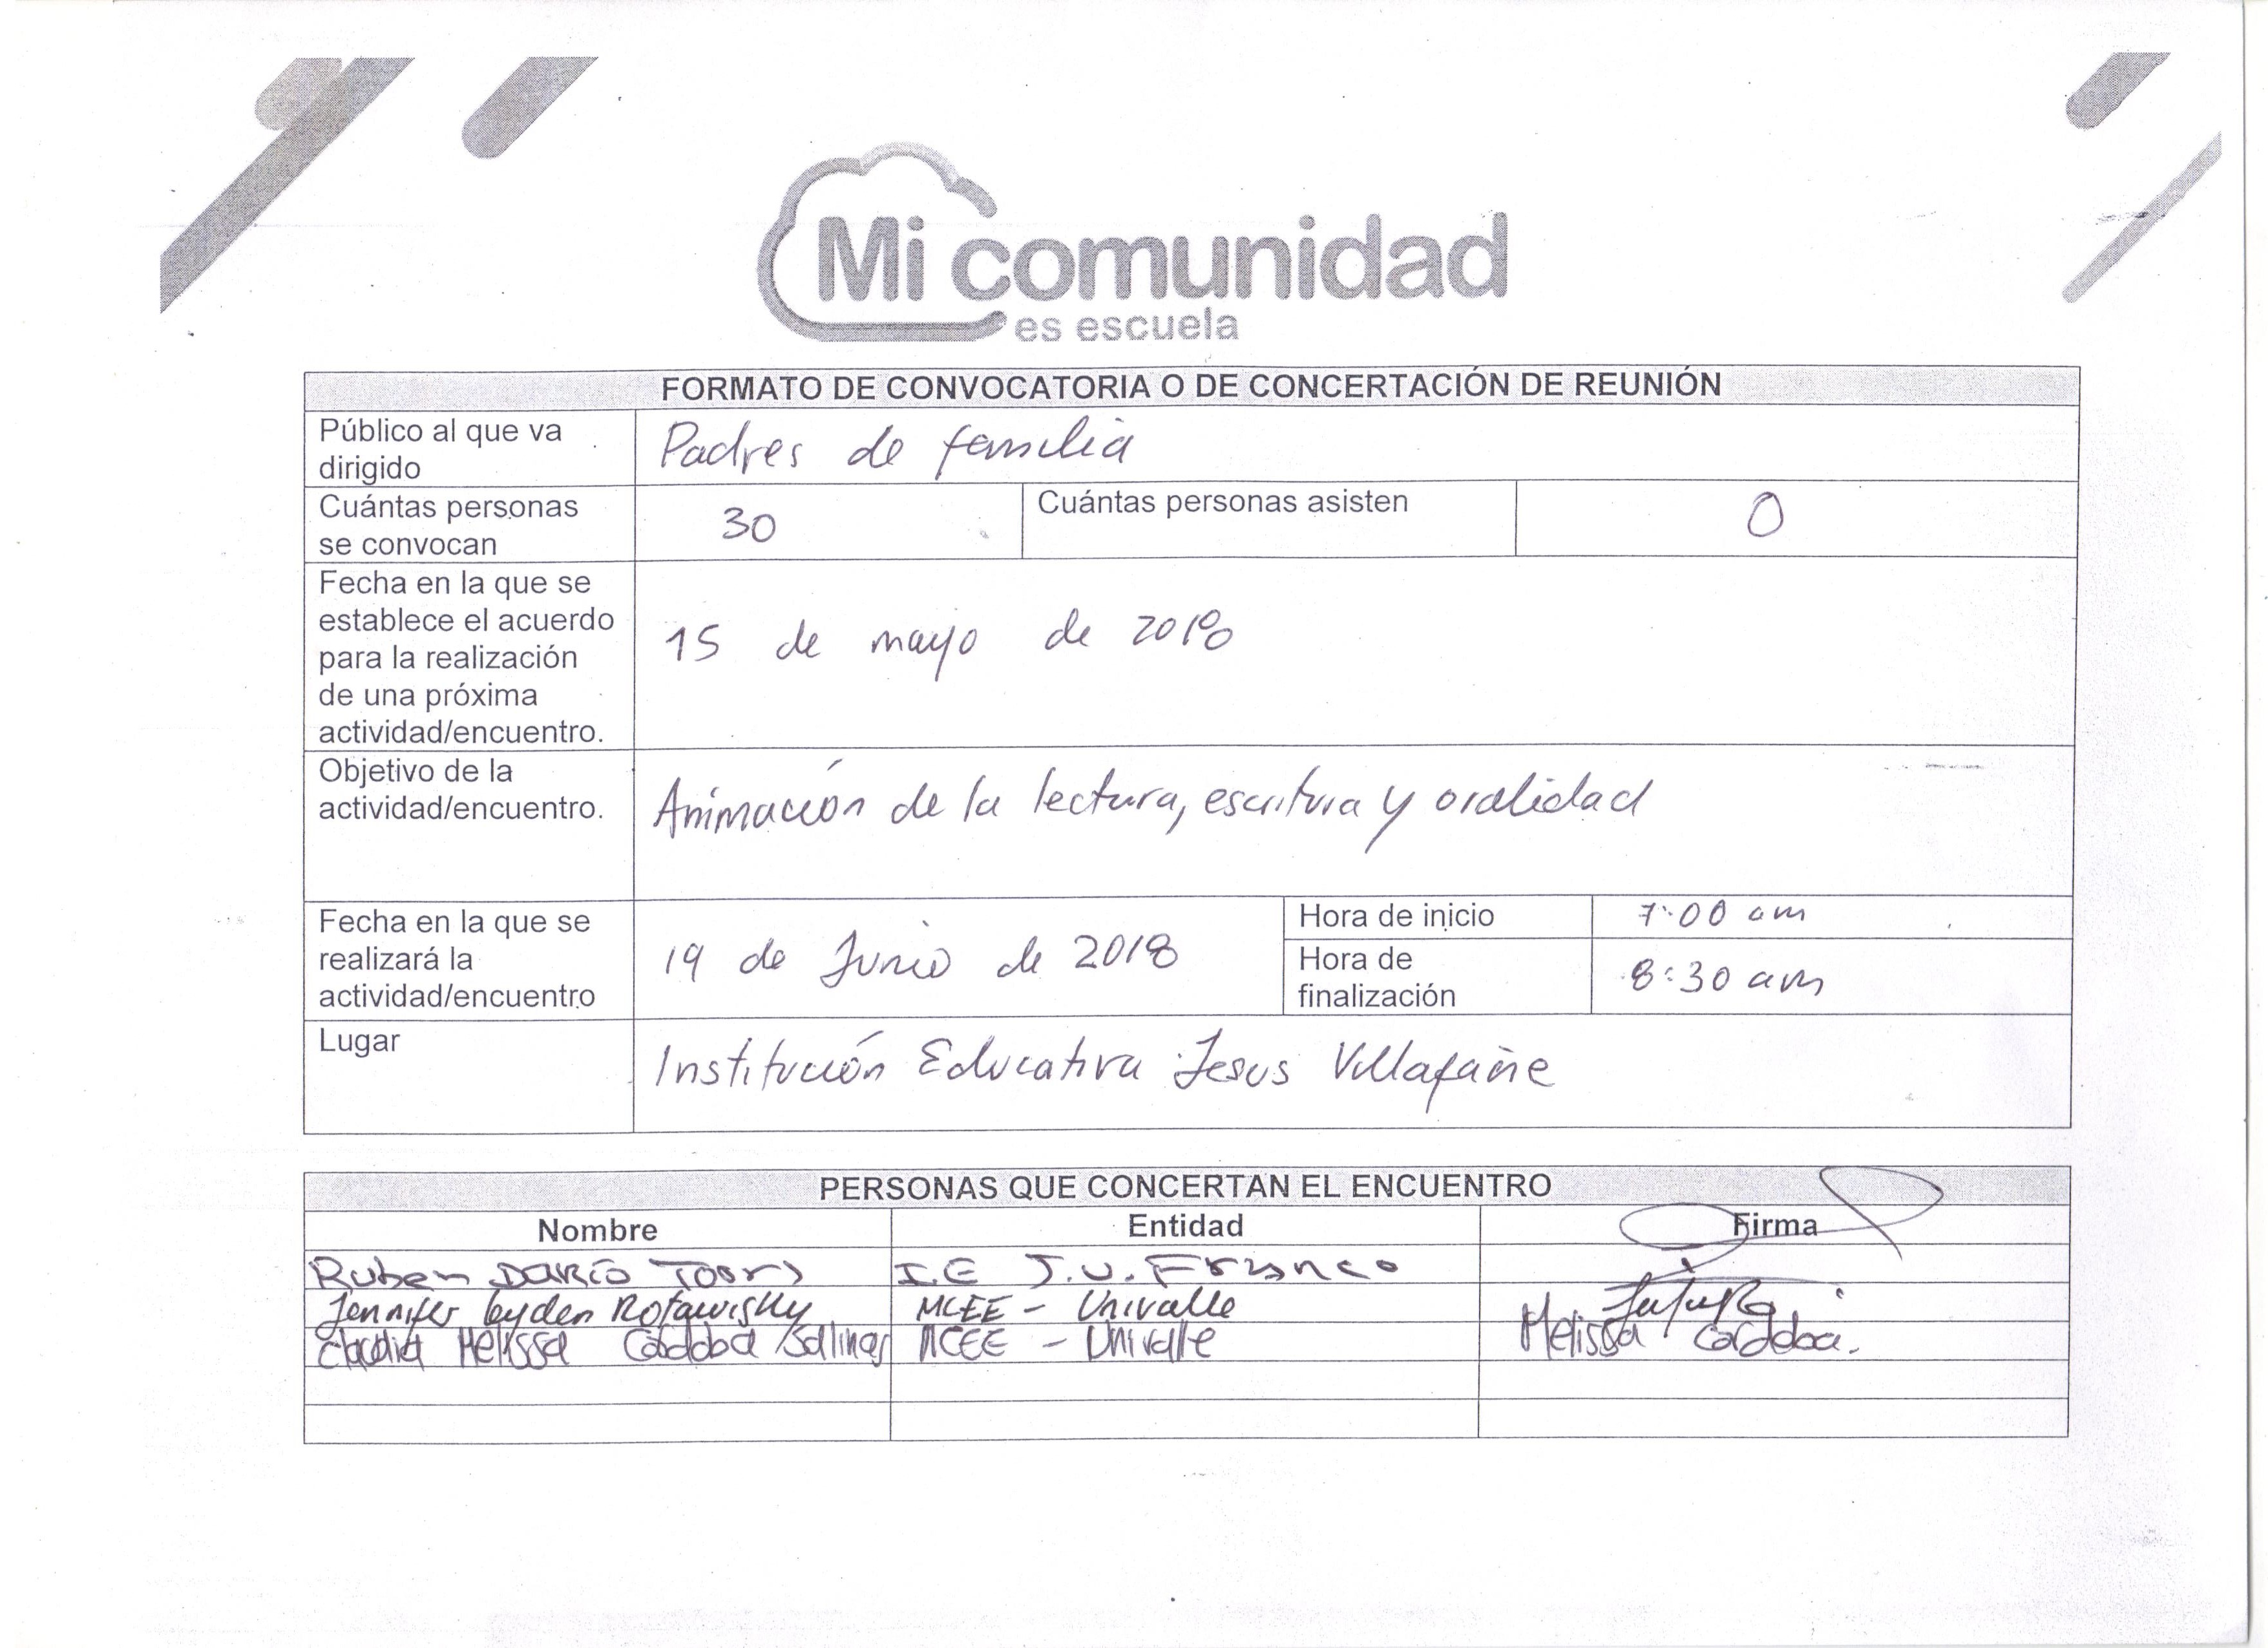 Mi comunidad
es escuela
FORMATO DE CONVOCATORIA O DE CONCERTACIÓN DE REUNIÓN
Público al que va
dirigido
Padres de familia
Cuántas personas
se convocan
30
Cuántas personas asisten
0
Fecha en la que se
establece el acuerdo
para la realización
de una próxima
actividad/encuentro.
15 de mayo de 2018
Objetivo de la
actividad/encuentro.
Animación de la lectura, escritura y oralidad
Fecha en la que se
realizará la
actividad/encuentro
19 de Junio de 2018
Hora de inicio
7:00 am
Hora de
finalización
8:30 am
Lugar
Institución Educativa Jesus Villafañe
PERSONAS QUE CONCERTAN EL ENCUENTRO
Nombre Entidad Firma
Ruben DARÍO I.E J.V. Franco
Jennifer leyden Rotawisky MCEE - Univalle
Claudia Melissa Córdoba Salinas MCEE - Univalle Melissa Córdoba.